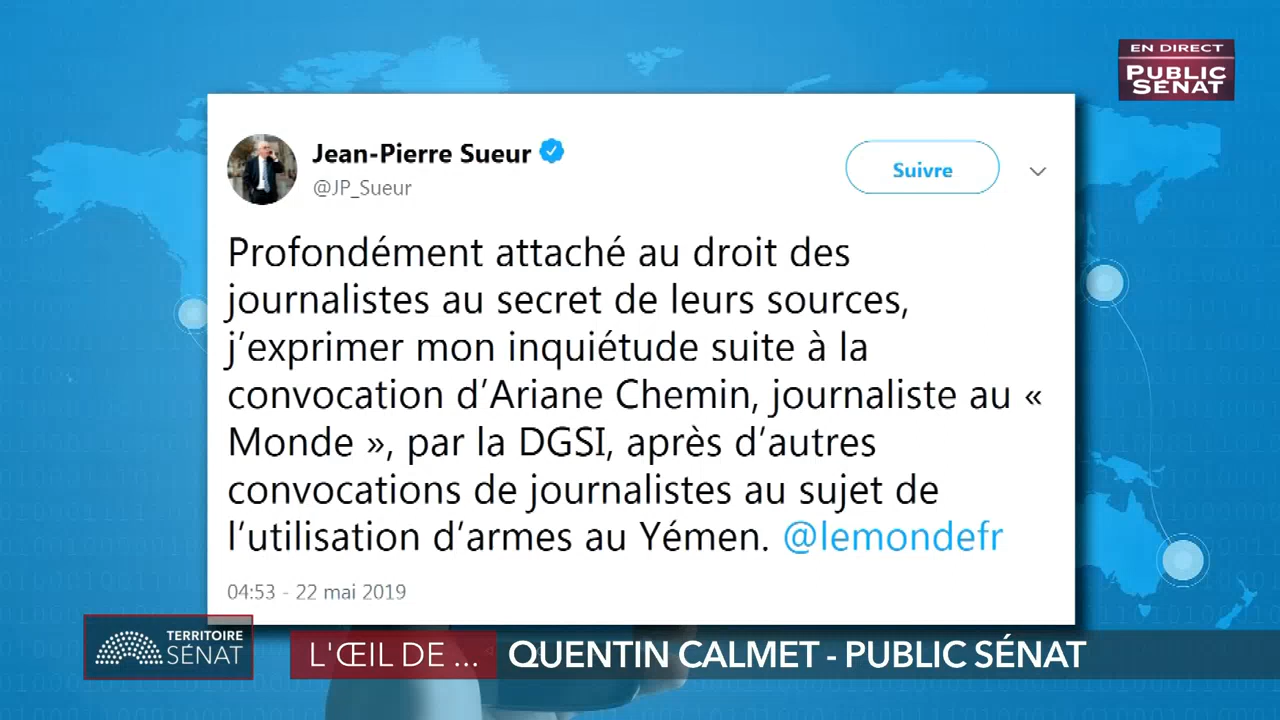 EN DIRECT
PUBLIC
SÉNAT
Jean-Pierre Sueur
@JP_Sueur
Suivre
Profondément attaché au droit des
journalistes au secret de leurs sources,
j’exprimer mon inquiétude suite à la
convocation d’Ariane Chemin, journaliste au «
Monde », par la DGSI, après d’autres
convocations de journalistes au sujet de
l’utilisation d’armes au Yémen. @lemondefr
04:53 - 22 mai 2019
TERRITOIRE
SÉNAT
L'ŒIL DE ...
QUENTIN CALMET - PUBLIC SÉNAT